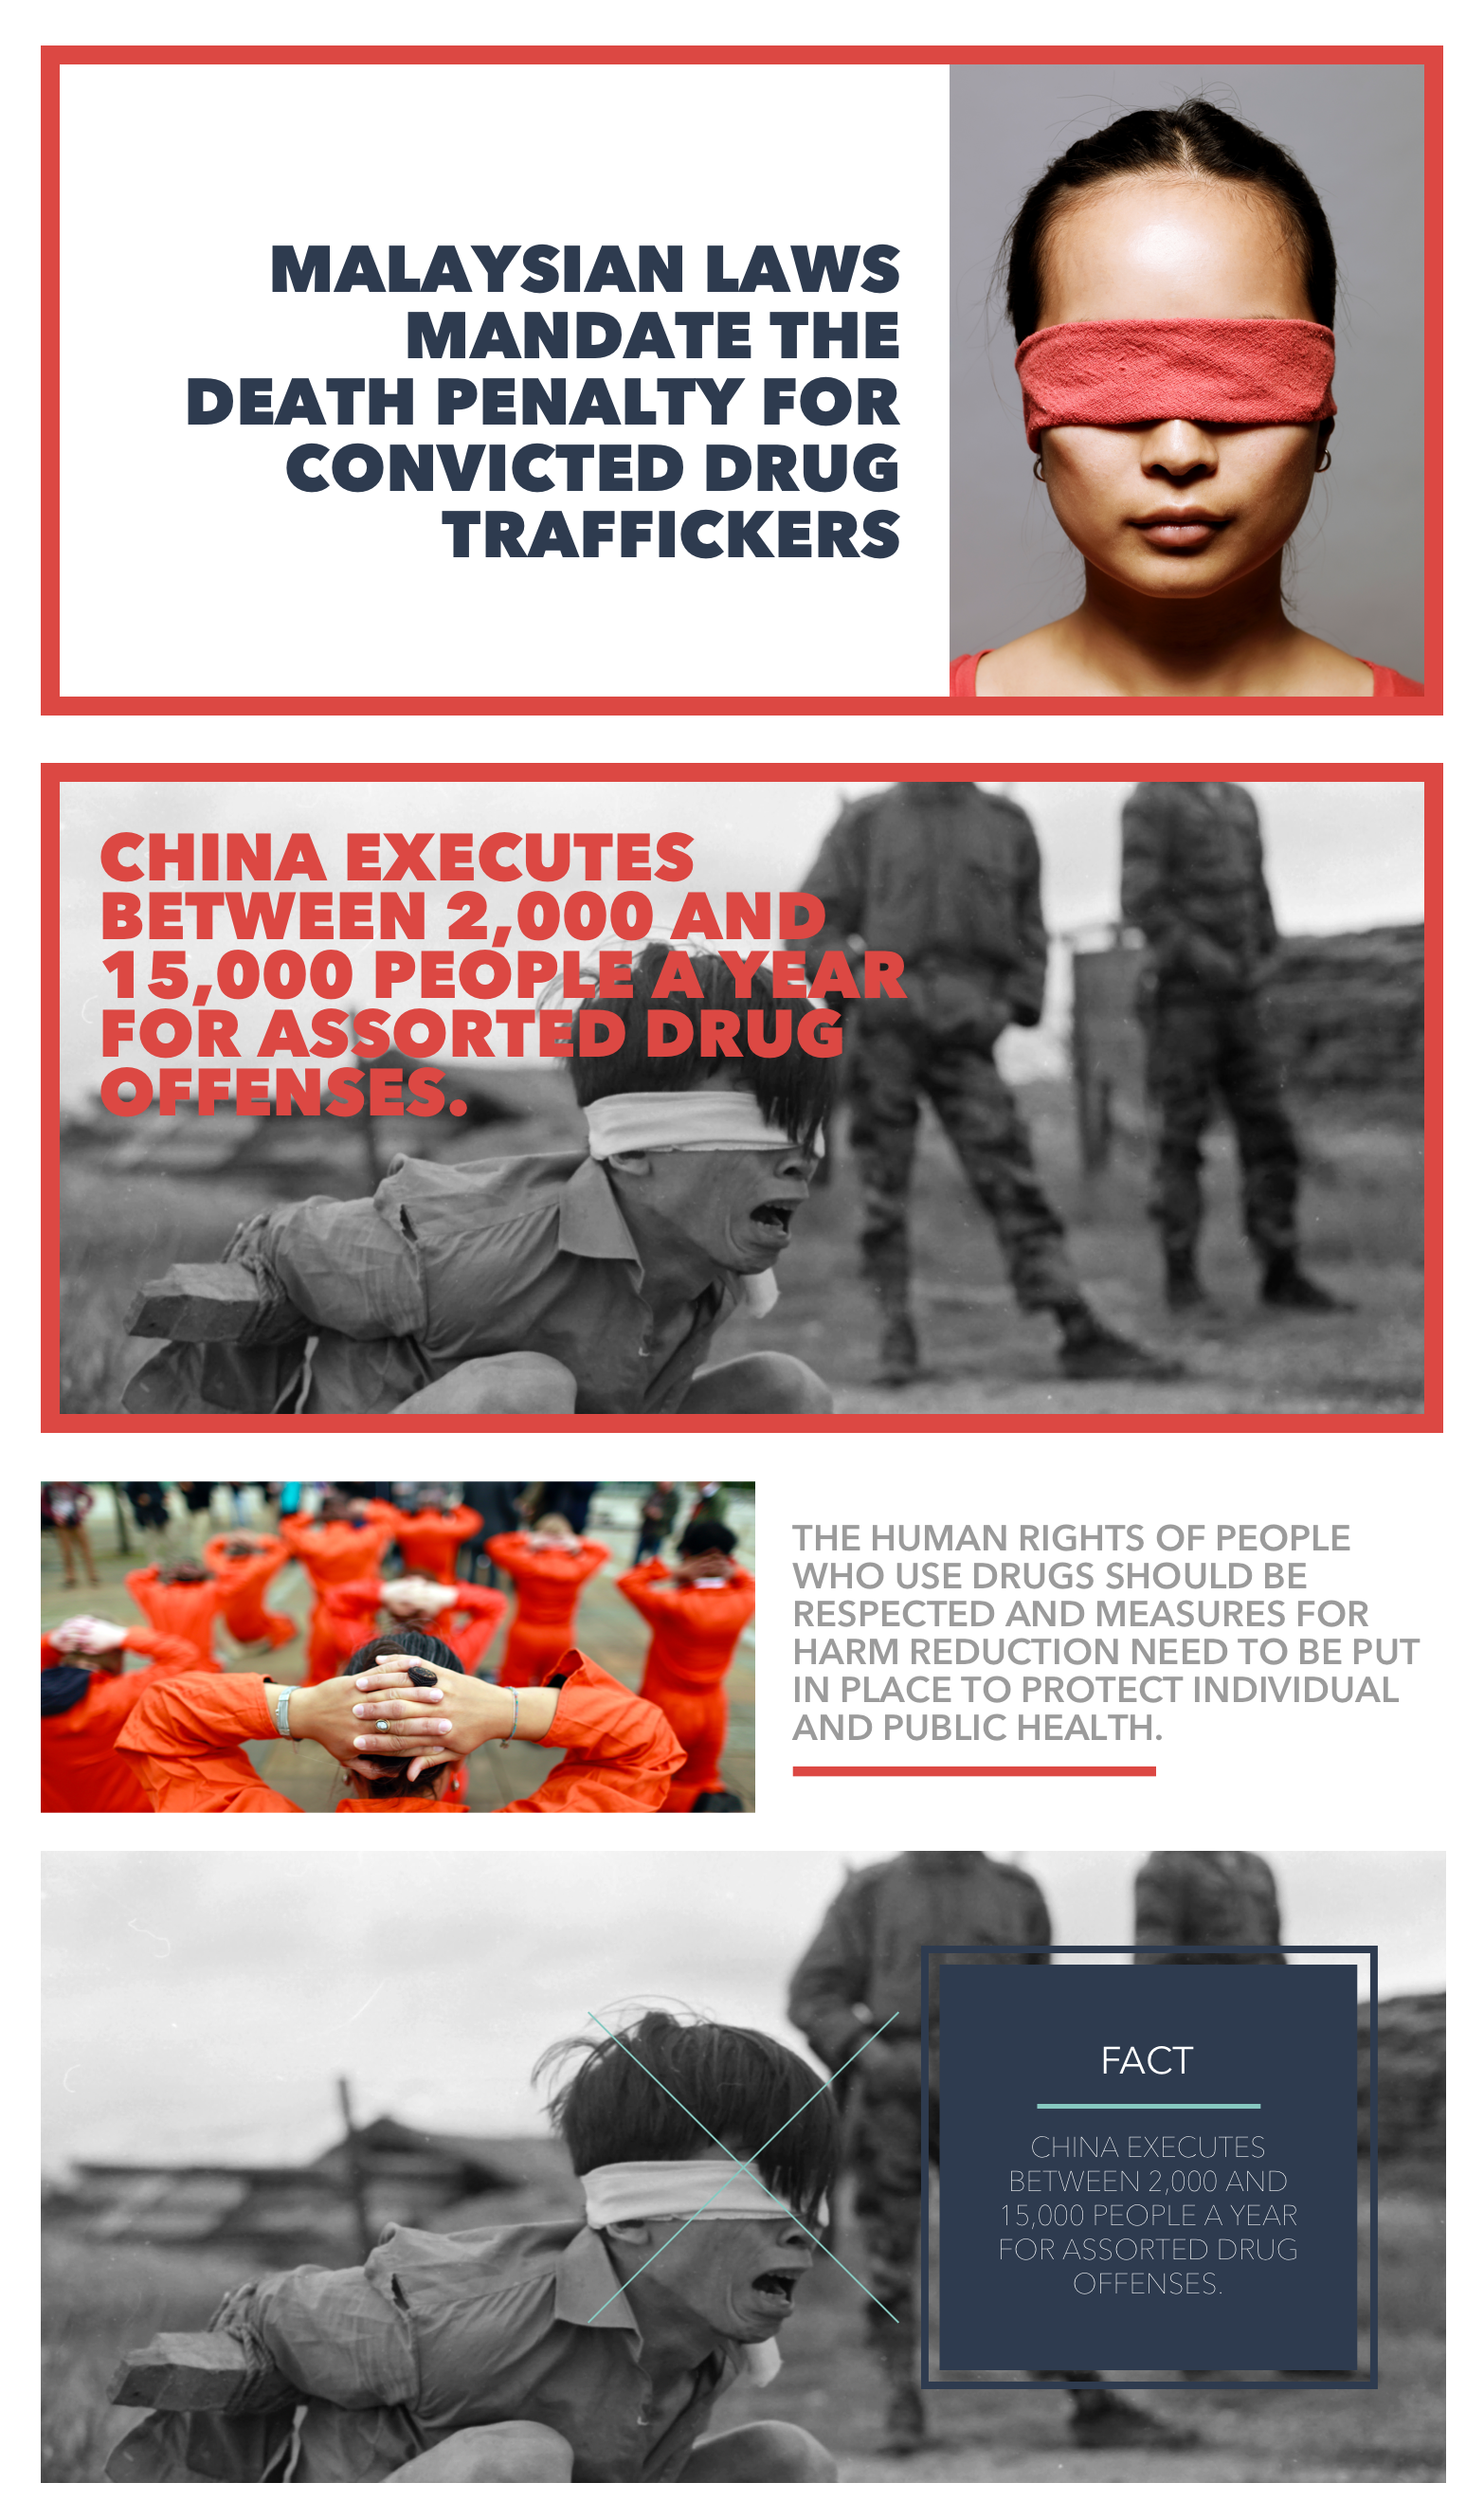 MALAYSIAN LAWS
MANDATE THE
DEATH PENALTY FOR
CONVICTED DRUG
TRAFFICKERS
CHINA EXECUTES
BETWEEN 2,000 AND
15,000 PEOPLE A YEAR
FOR ASSORTED DRUG
OFFENSES.
THE HUMAN RIGHTS OF PEOPLE
WHO USE DRUGS SHOULD BE
RESPECTED AND MEASURES FOR
HARM REDUCTION NEED TO BE PUT
IN PLACE TO PROTECT INDIVIDUAL
AND PUBLIC HEALTH.
FACT
CHINA EXECUTES
BETWEEN 2,000 AND
15,000 PEOPLE A YEAR
FOR ASSORTED DRUG
OFFENSES.